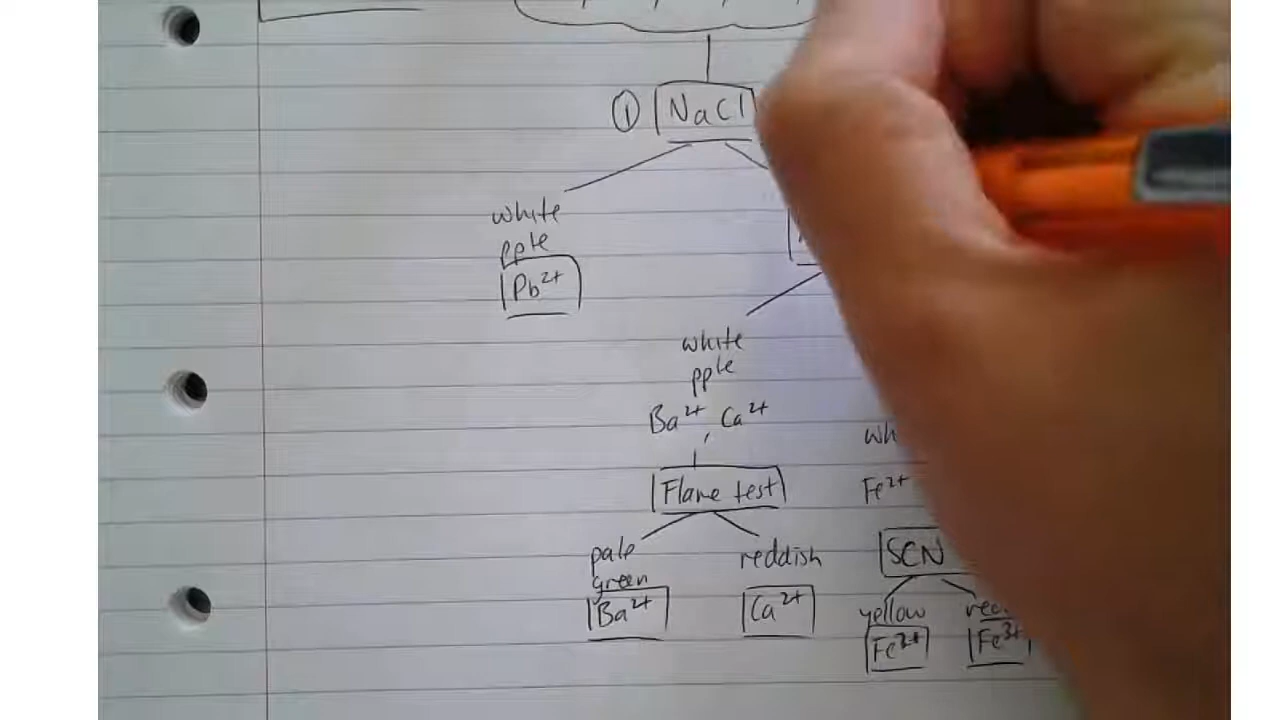 ① NaCl
white
ppte
Pb²⁺
white
ppte
Ba²⁺, Ca²⁺
Fe²⁺
Flame test
SCN
pale
green
reddish
Ba²⁺
Ca²⁺
yellow
Fe²⁺
Fe³⁺